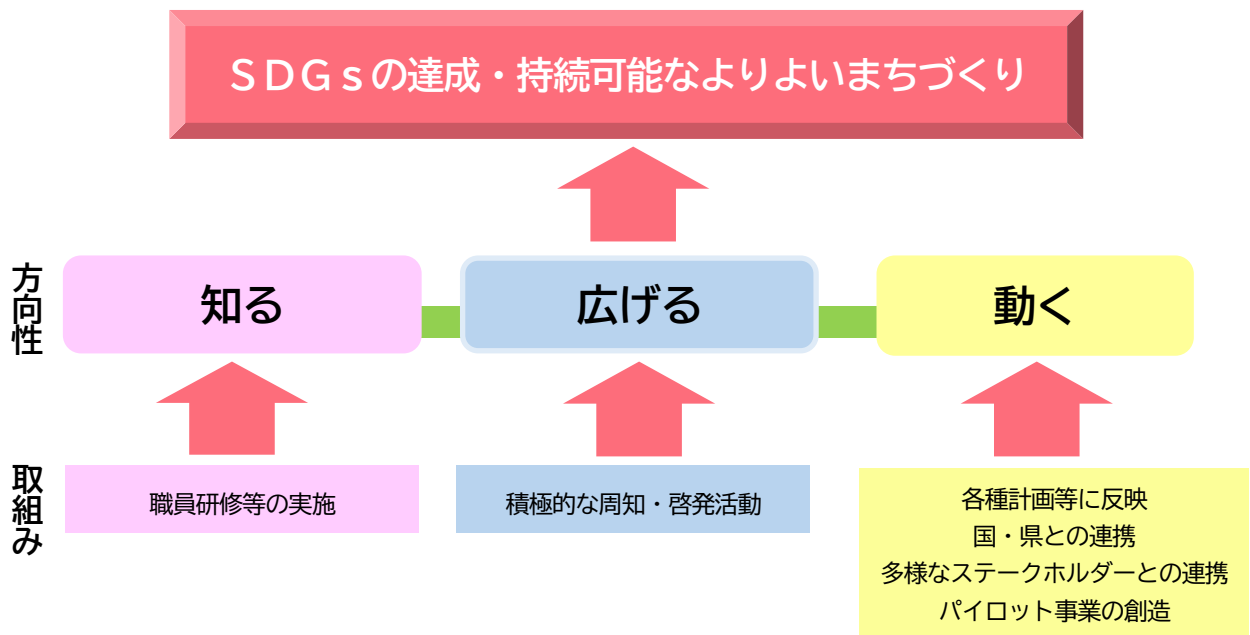 ＳＤＧｓの達成・持続可能なよりよいまちづくり
方向性
知る
広げる
動く
取組み
職員研修等の実施
積極的な周知・啓発活動
各種計画等に反映
国・県との連携
多様なステークホルダーとの連携
パイロット事業の創造